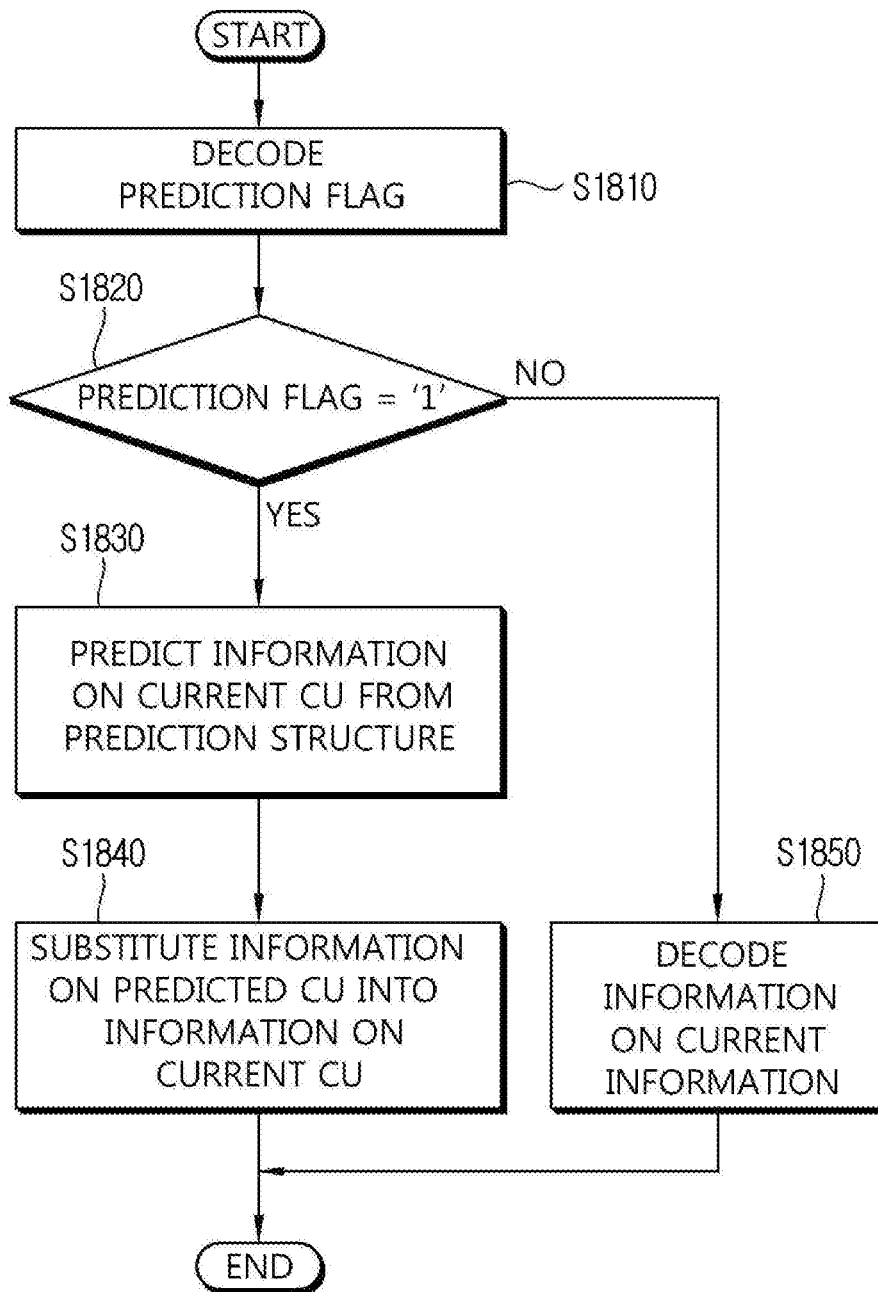 START
DECODE
PREDICTION FLAG
S1810
S1820
PREDICTION FLAG = '1'
NO
YES
S1830
PREDICT INFORMATION
ON CURRENT CU FROM
PREDICTION STRUCTURE
S1840
SUBSTITUTE INFORMATION
ON PREDICTED CU INTO
INFORMATION ON
CURRENT CU
S1850
DECODE
INFORMATION
ON CURRENT
INFORMATION
END